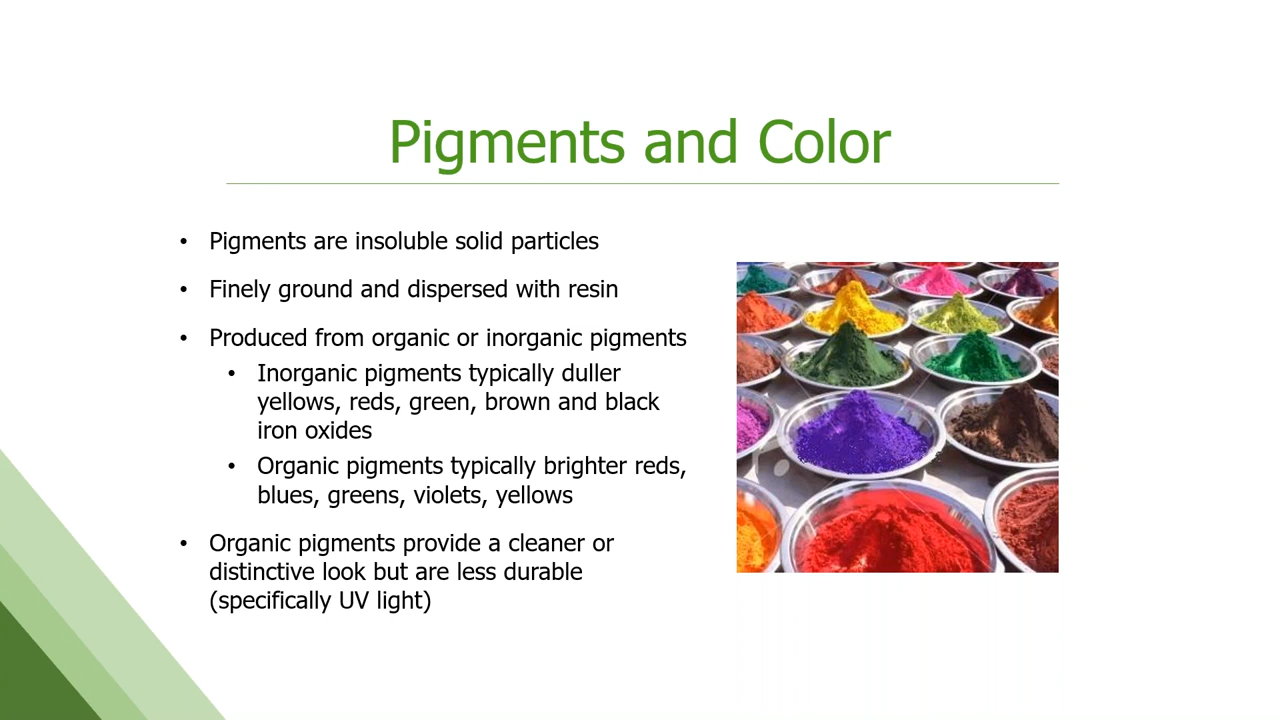 Pigments and Color
• Pigments are insoluble solid particles
• Finely ground and dispersed with resin
• Produced from organic or inorganic pigments
• Inorganic pigments typically duller
yellows, reds, green, brown and black
iron oxides
• Organic pigments typically brighter reds,
blues, greens, violets, yellows
• Organic pigments provide a cleaner or
distinctive look but are less durable
(specifically UV light)